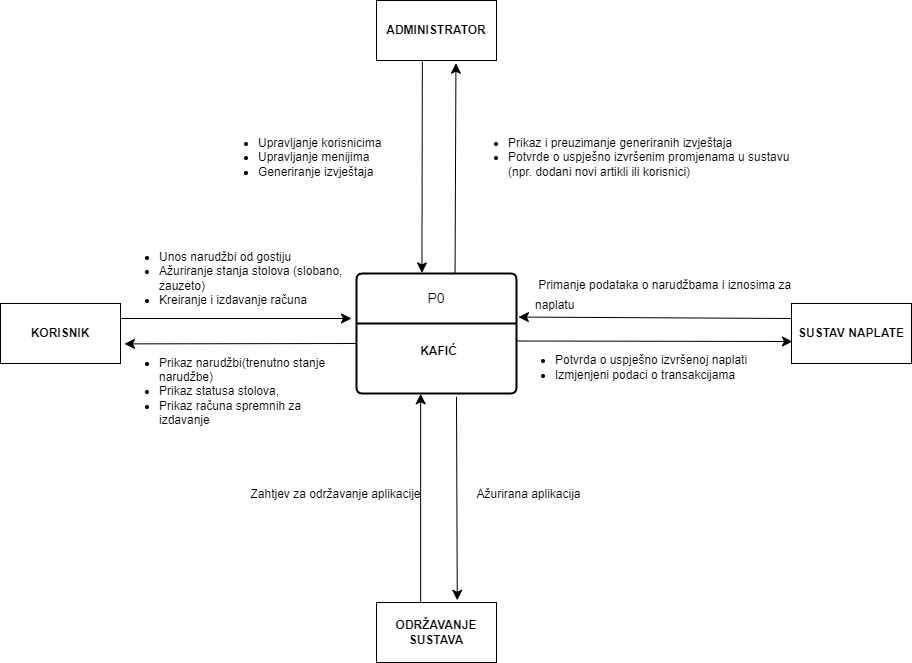 ADMINISTRATOR
• Upravljanje korisnicima
• Upravljanje menijima
• Generiranje izvještaja
• Prikaz i preuzimanje generiranih izvještaja
• Potvrde o uspješno izvršenim promjenama u sustavu
(npr. dodani novi artikli ili korisnici)
• Unos narudžbi od gostiju
• Ažuriranje stanja stolova (slobano,
zauzeto)
• Kreiranje i izdavanje računa
KORISNIK
• Prikaz narudžbi(trenutno stanje
narudžbe)
• Prikaz statusa stolova,
• Prikaz računa spremnih za
izdavanje
P0
KAFIĆ
Primanje podataka o narudžbama i iznosima za
naplatu
SUSTAV NAPLATE
• Potvrda o uspješno izvršenoj naplati
• Izmjenjeni podaci o transakcijama
Zahtjev za održavanje aplikacije
Ažurirana aplikacija
ODRŽAVANJE
SUSTAVA